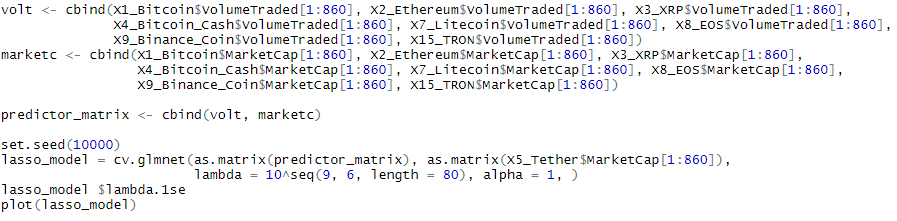 volt <- cbind(X1_Bitcoin$VolumeTraded[1:860], X2_Ethereum$VolumeTraded[1:860], X3_XRP$VolumeTraded[1:860],
X4_Bitcoin_Cash$VolumeTraded[1:860], X7_Litecoin$VolumeTraded[1:860], X8_EOS$VolumeTraded[1:860],
X9_Binance_Coin$VolumeTraded[1:860], X15_TRON$VolumeTraded[1:860])
marketc <- cbind(X1_Bitcoin$MarketCap[1:860], X2_Ethereum$MarketCap[1:860], X3_XRP$MarketCap[1:860],
X4_Bitcoin_Cash$MarketCap[1:860], X7_Litecoin$MarketCap[1:860], X8_EOS$MarketCap[1:860],
X9_Binance_Coin$MarketCap[1:860], X15_TRON$MarketCap[1:860])
predictor_matrix <- cbind(volt, marketc)
set.seed(10000)
lasso_model = cv.glmnet(as.matrix(predictor_matrix), as.matrix(X5_Tether$MarketCap[1:860]),
lambda = 10^seq(9, 6, length = 80), alpha = 1, )
lasso_model $lambda.1se
plot(lasso_model)